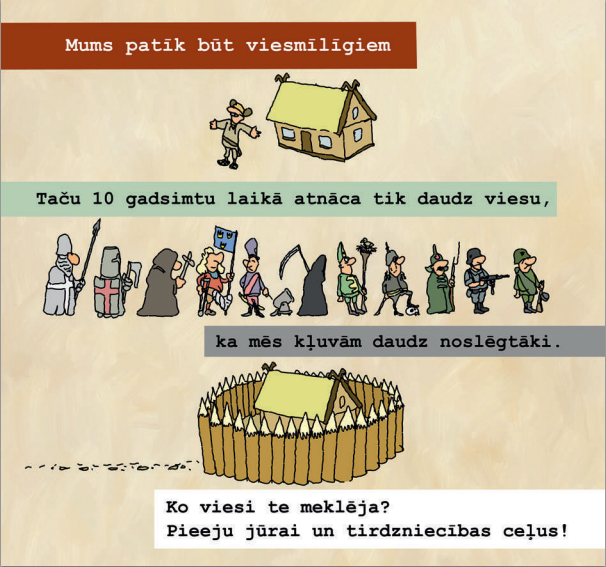 Mums patīk būt viesmīlīgiem
Taču 10 gadsimtu laikā atnāca tik daudz viesu,
ka mēs kļuvām daudz noslēgtāki.
Ko viesi te meklēja?
Pieeju jūrai un tirdzniecības ceļus!